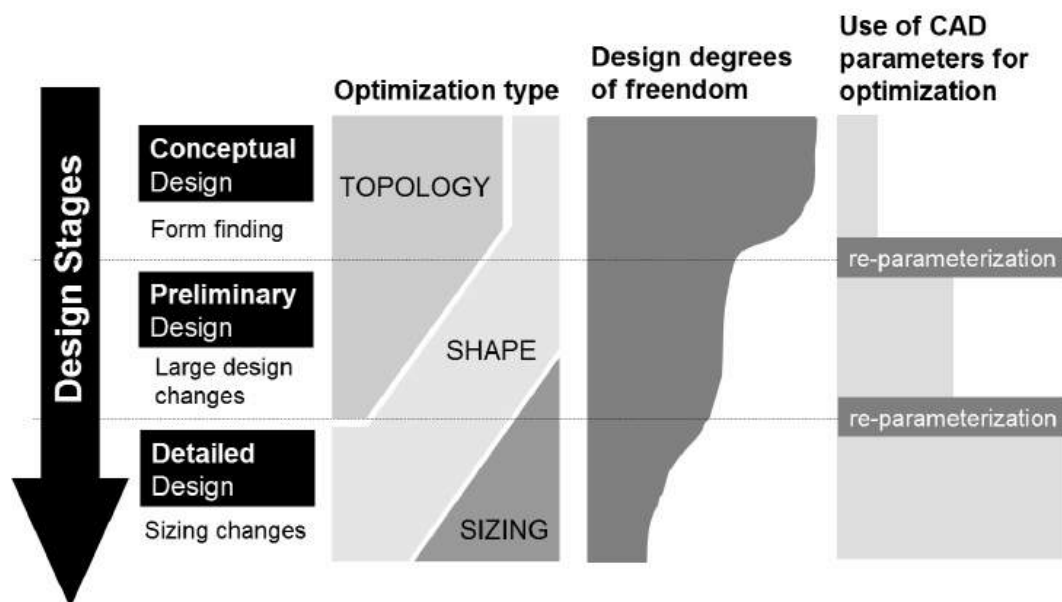 Design Stages
Optimization type
Design degrees
of freendom
Use of CAD
parameters for
optimization
Conceptual
Design
Form finding
TOPOLOGY
re-parameterization
Preliminary
Design
Large design
changes
SHAPE
re-parameterization
Detailed
Design
Sizing changes
SIZING